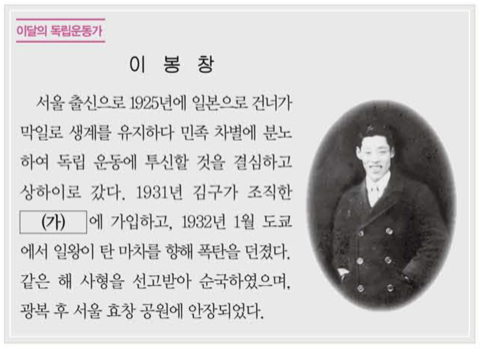 이달의 독립운동가
이 봉 창
서울 출신으로 1925년에 일본으로 건너가
막일로 생계를 유지하다 민족 차별에 분노
하여 독립 운동에 투신할 것을 결심하고
상하이로 갔다. 1931년 김구가 조직한
(가) 에 가입하고, 1932년 1월 도쿄
에서 일왕이 탄 마차를 향해 폭탄을 던졌다.
같은 해 사형을 선고받아 순국하였으며,
광복 후 서울 효창 공원에 안장되었다.